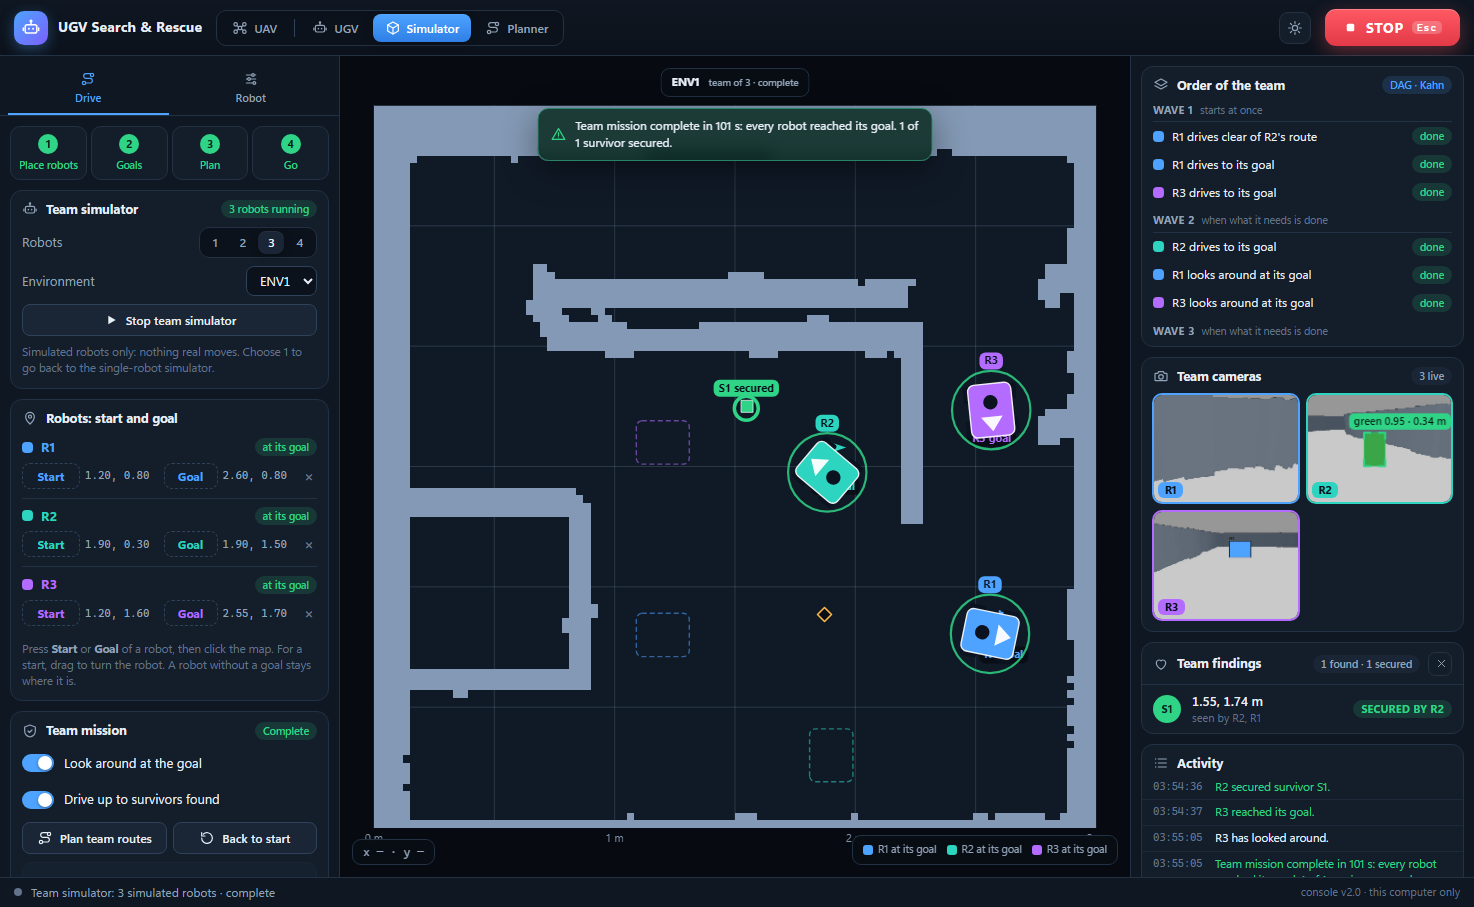 UGV Search & Rescue
UAV
UGV
Simulator
Planner
STOP Esc
Drive
Robot
1
Place robots
2
Goals
3
Plan
4
Go
Team simulator
3 robots running
Robots
1 2 3 4
Environment
ENV1
Stop team simulator
Simulated robots only: nothing real moves. Choose 1 to
go back to the single-robot simulator.
Robots: start and goal
R1
at its goal
Start 1.20, 0.80 Goal 2.60, 0.80 ×
R2
at its goal
Start 1.90, 0.30 Goal 1.90, 1.50 ×
R3
at its goal
Start 1.20, 1.60 Goal 2.55, 1.70 ×
Press Start or Goal of a robot, then click the map. For a
start, drag to turn the robot. A robot without a goal stays
where it is.
Team mission
Complete
Look around at the goal
Drive up to survivors found
Plan team routes
Back to start
ENV1 team of 3 · complete
Team mission complete in 101 s: every robot reached its goal. 1 of
1 survivor secured.
S1 secured
R2
R3
R3 goal
R1
0 m
1 m
2
x – · y –
R1 at its goal
R2 at its goal
R3 at its goal
Order of the team
DAG · Kahn
WAVE 1 starts at once
R1 drives clear of R2's route done
R1 drives to its goal done
R3 drives to its goal done
WAVE 2 when what it needs is done
R2 drives to its goal done
R1 looks around at its goal done
R3 looks around at its goal done
WAVE 3 when what it needs is done
Team cameras
3 live
R1
green 0.95 · 0.34 m
R2
R3
Team findings
1 found · 1 secured
S1
1.55, 1.74 m
seen by R2, R1
SECURED BY R2
Activity
03:54:36 R2 secured survivor S1.
03:54:37 R3 reached its goal.
03:55:05 R3 has looked around.
03:55:05 Team mission complete in 101 s: every robot
Team simulator: 3 simulated robots · complete
console v2.0 · this computer only